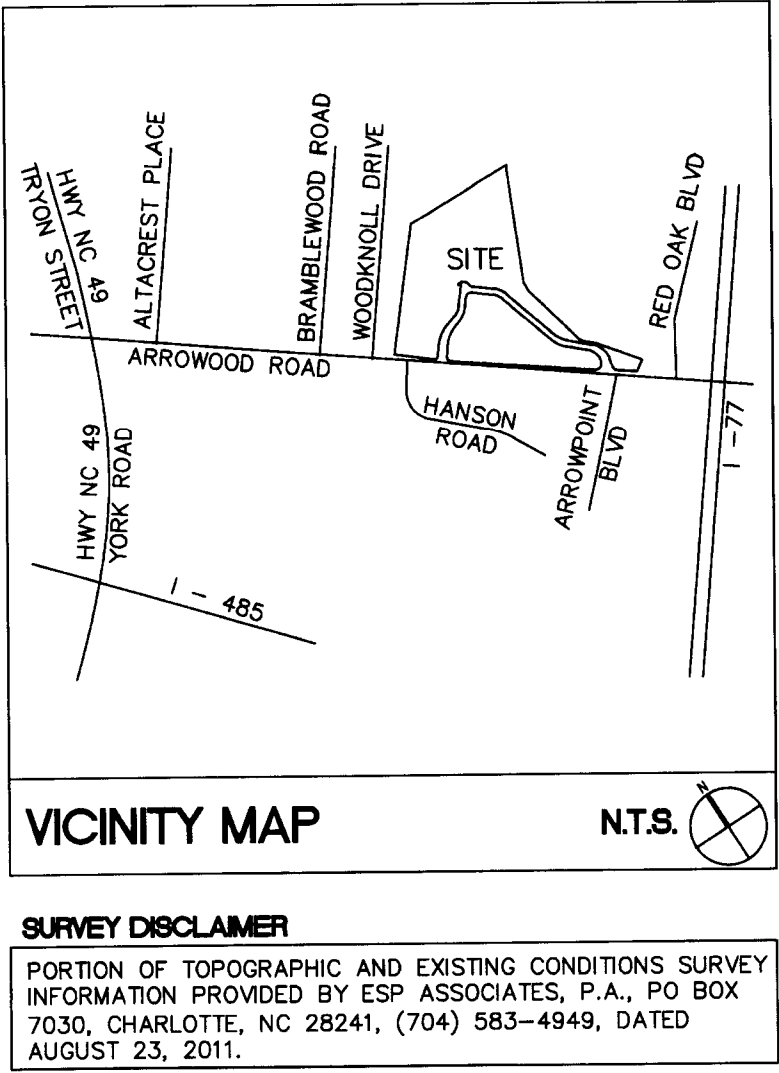 HWY NC 49
TRYON STREET
ALTACREST PLACE
BRAMBLEWOOD ROAD
WOODKNOLL DRIVE
SITE
RED OAK BLVD
ARROWOOD ROAD
HANSON
ROAD
ARROWPOINT
BLVD
I-77
HWY NC 49
YORK ROAD
I - 485
VICINITY MAP
N.T.S.
N
SURVEY DISCLAIMER
PORTION OF TOPOGRAPHIC AND EXISTING CONDITIONS SURVEY
INFORMATION PROVIDED BY ESP ASSOCIATES, P.A., PO BOX
7030, CHARLOTTE, NC 28241, (704) 583-4949, DATED
AUGUST 23, 2011.